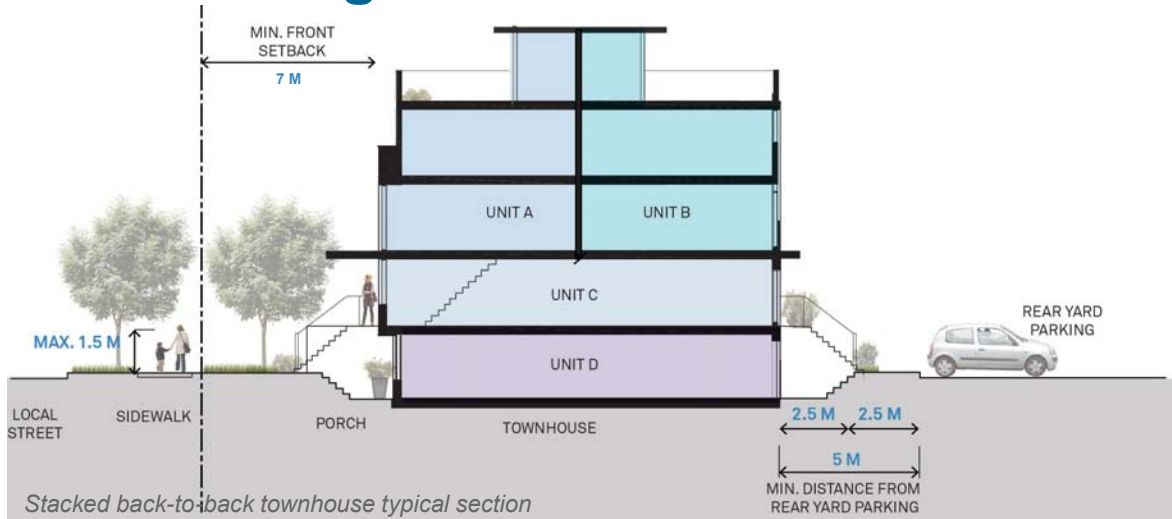 MIN. FRONT
SETBACK
7 M
UNIT A
UNIT B
UNIT C
UNIT D
MAX. 1.5 M
REAR YARD
PARKING
LOCAL
STREET
SIDEWALK
PORCH
TOWNHOUSE
2.5 M
2.5 M
5 M
MIN. DISTANCE FROM
REAR YARD PARKING
Stacked back-to-back townhouse typical section